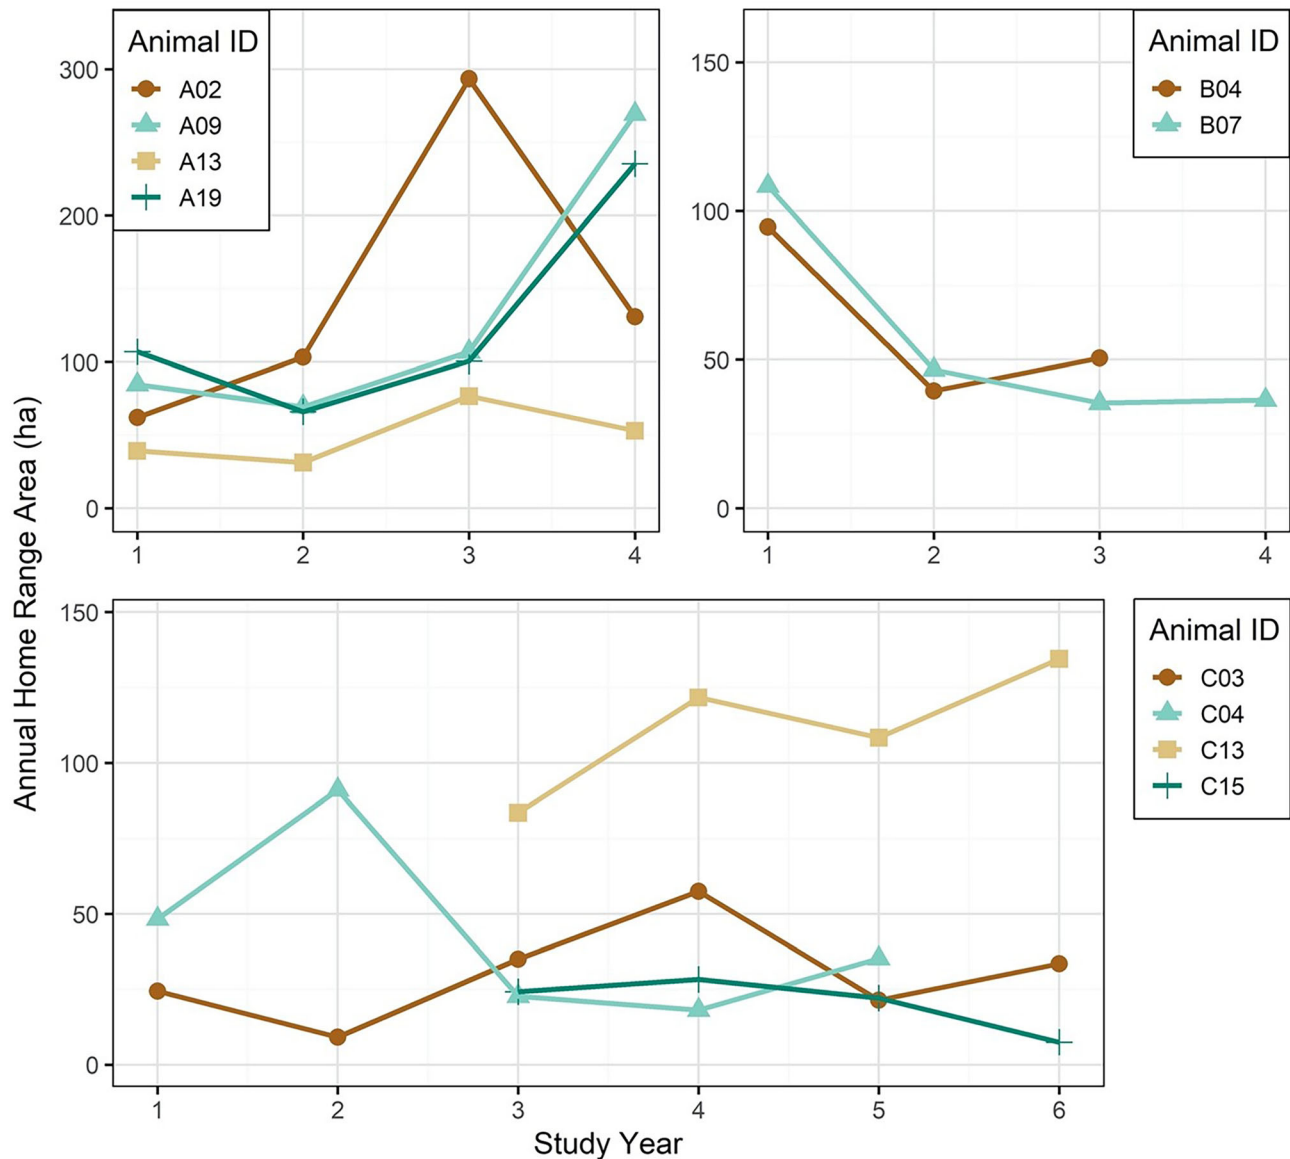 Animal ID
A02
A09
A13
A19
300
200
100
0
1 2 3 4
Animal ID
B04
B07
150
100
50
0
1 2 3 4
Annual Home Range Area (ha)
150
100
50
0
1 2 3 4 5 6
Study Year
Animal ID
C03
C04
C13
C15